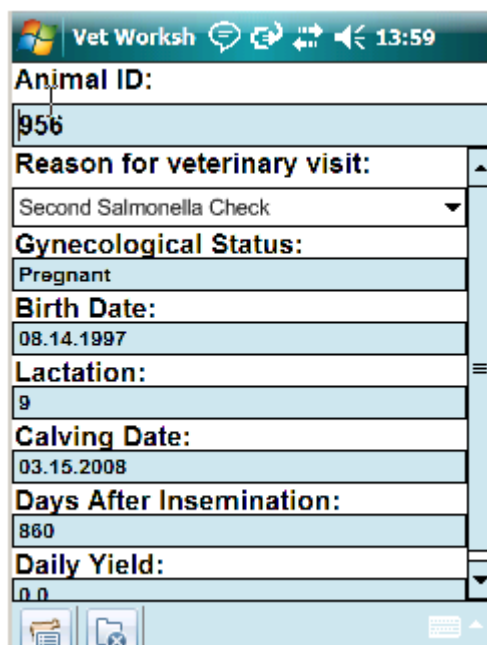 Vet Worksh 13:59
Animal ID:
956
Reason for veterinary visit:
Second Salmonella Check
Gynecological Status:
Pregnant
Birth Date:
08.14.1997
Lactation:
9
Calving Date:
03.15.2008
Days After Insemination:
860
Daily Yield:
0.0